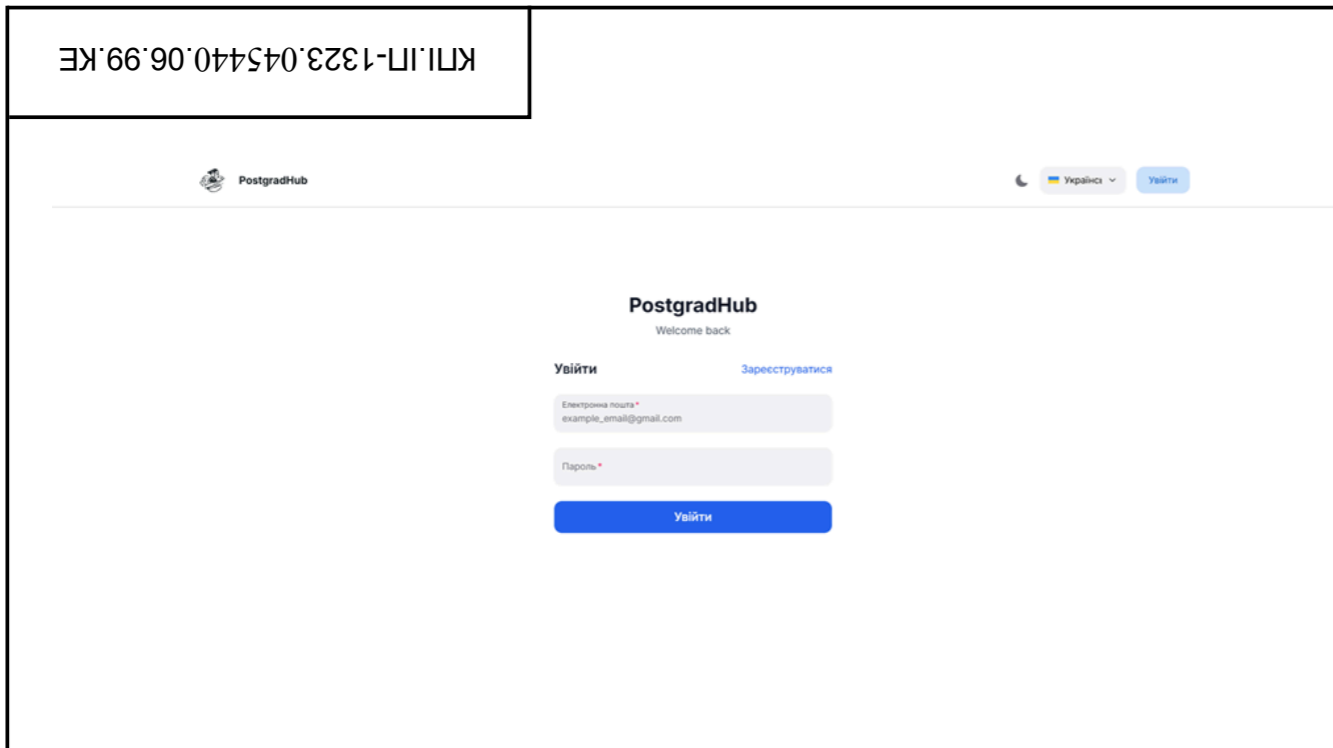 КПІ.ІП-1323.045440.06.99.КЕ
PostgradHub
Українс
Увійти
PostgradHub
Welcome back
Увійти Зареєструватися
Електронна пошта*
example_email@gmail.com
Пароль*
Увійти